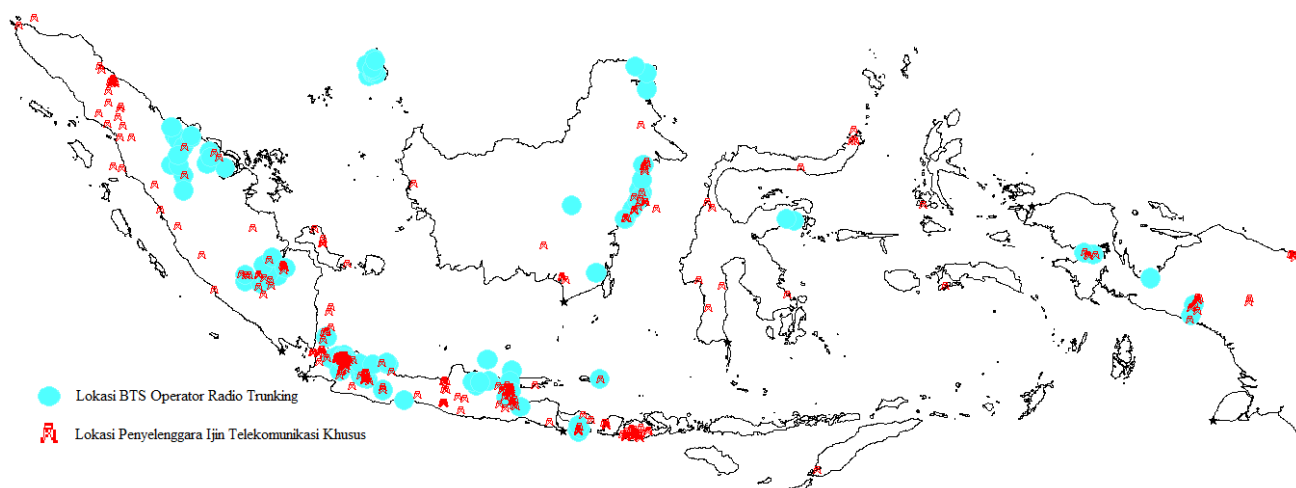 Lokasi BTS Operator Radio Trunking
Lokasi Penyelenggara Ijin Telekomunikasi Khusus